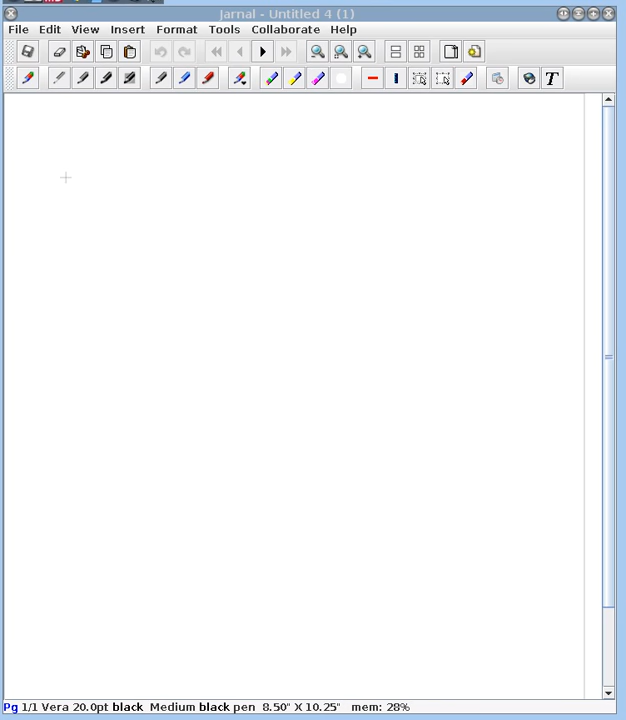 Jarnal - Untitled 4 (1)
File Edit View Insert Format Tools Collaborate Help
T
Pg 1/1 Vera 20.0pt black Medium black pen 8.50" X 10.25" mem: 28%